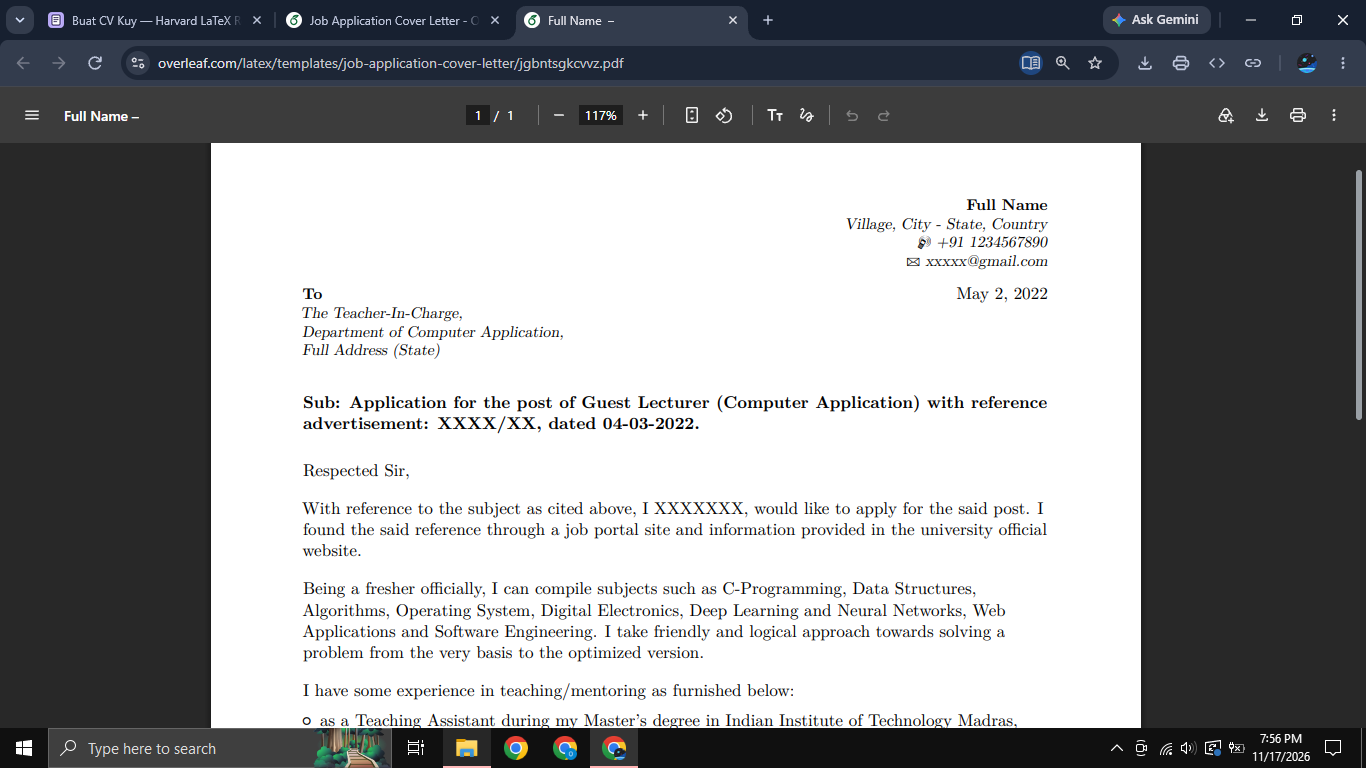 Buat CV Kuy — Harvard LaTeX R
Job Application Cover Letter - O
Full Name –
Ask Gemini
overleaf.com/latex/templates/job-application-cover-letter/jgbntsgkcvvz.pdf
Full Name –
1 / 1
117%
Full Name
Village, City - State, Country
+91 1234567890
xxxxx@gmail.com
To
May 2, 2022
The Teacher-In-Charge,
Department of Computer Application,
Full Address (State)
Sub: Application for the post of Guest Lecturer (Computer Application) with reference
advertisement: XXXX/XX, dated 04-03-2022.
Respected Sir,
With reference to the subject as cited above, I XXXXXXX, would like to apply for the said post. I
found the said reference through a job portal site and information provided in the university official
website.
Being a fresher officially, I can compile subjects such as C-Programming, Data Structures,
Algorithms, Operating System, Digital Electronics, Deep Learning and Neural Networks, Web
Applications and Software Engineering. I take friendly and logical approach towards solving a
problem from the very basis to the optimized version.
I have some experience in teaching/mentoring as furnished below:
as a Teaching Assistant during my Master's degree in Indian Institute of Technology Madras,
Type here to search
7:56 PM
11/17/2026